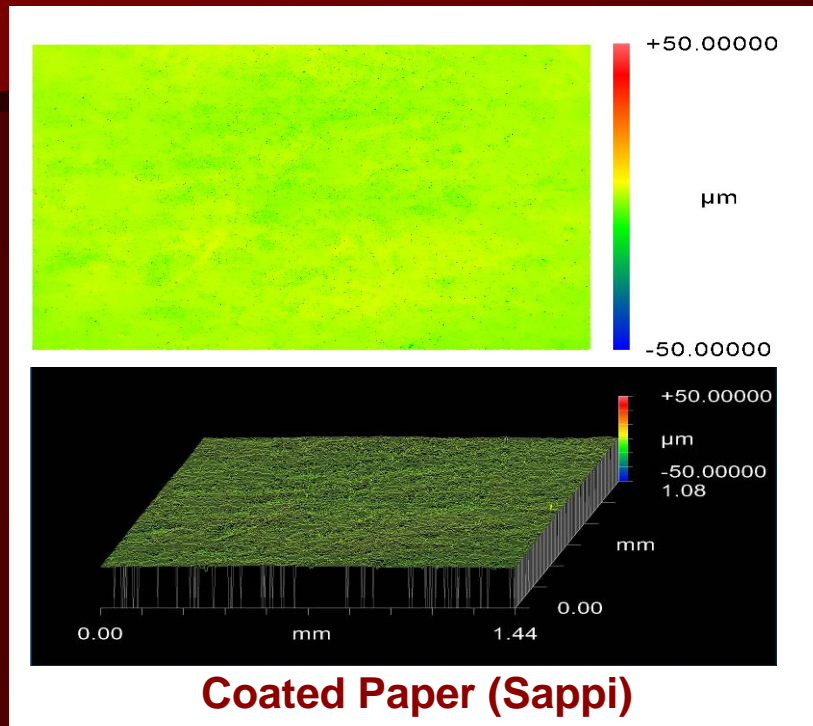 +50.00000
µm
-50.00000
+50.00000
µm
-50.00000
1.08
mm
0.00
0.00 mm 1.44
Coated Paper (Sappi)